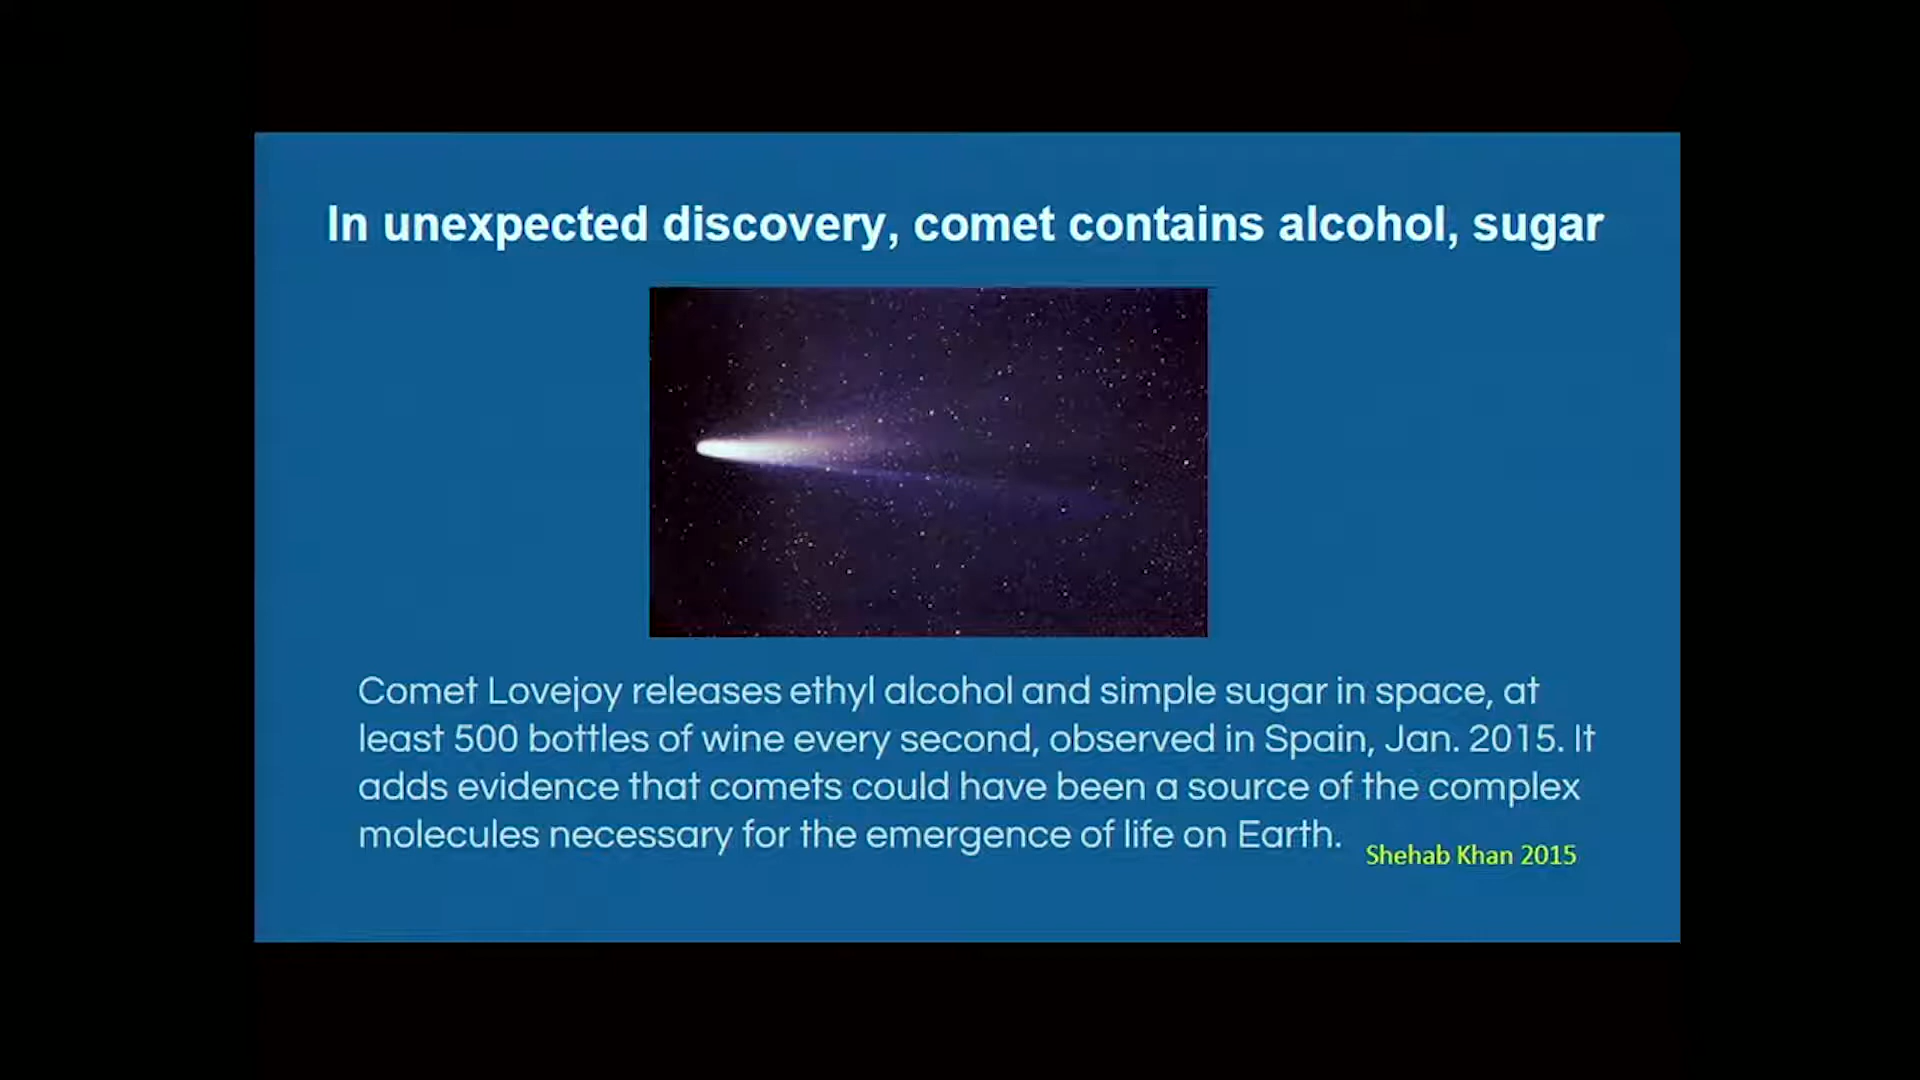 In unexpected discovery, comet contains alcohol, sugar
Comet Lovejoy releases ethyl alcohol and simple sugar in space, at
least 500 bottles of wine every second, observed in Spain, Jan. 2015. It
adds evidence that comets could have been a source of the complex
molecules necessary for the emergence of life on Earth.
Shehab Khan 2015